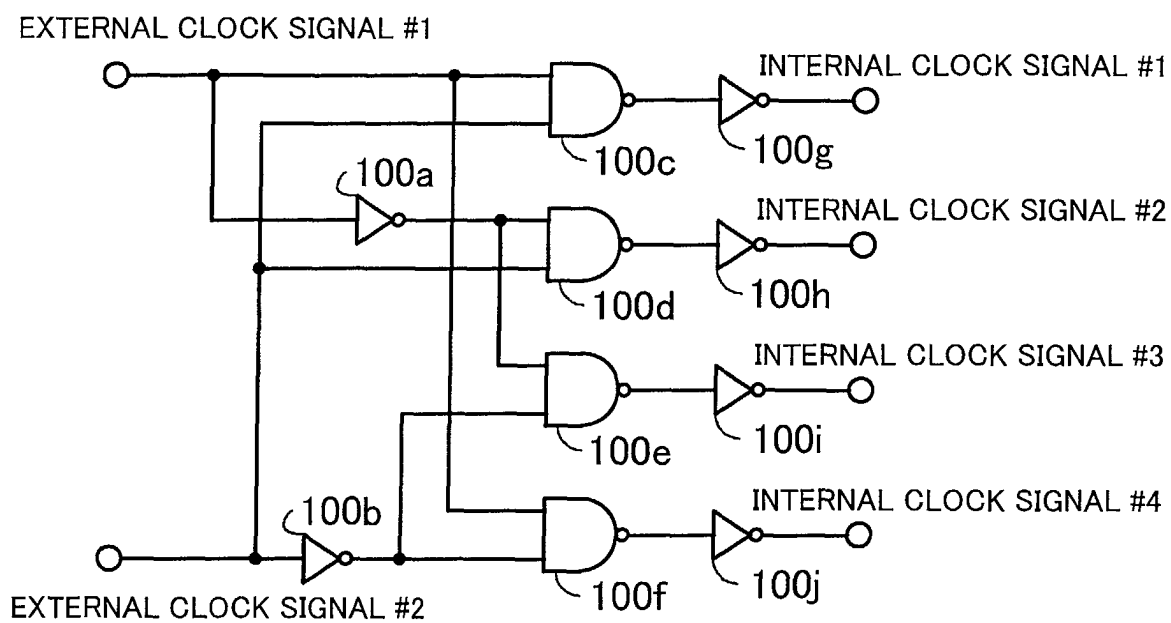 EXTERNAL CLOCK SIGNAL #1
INTERNAL CLOCK SIGNAL #1
100c
100g
100a
INTERNAL CLOCK SIGNAL #2
100d
100h
INTERNAL CLOCK SIGNAL #3
100e
100i
100b
INTERNAL CLOCK SIGNAL #4
100f
100j
EXTERNAL CLOCK SIGNAL #2